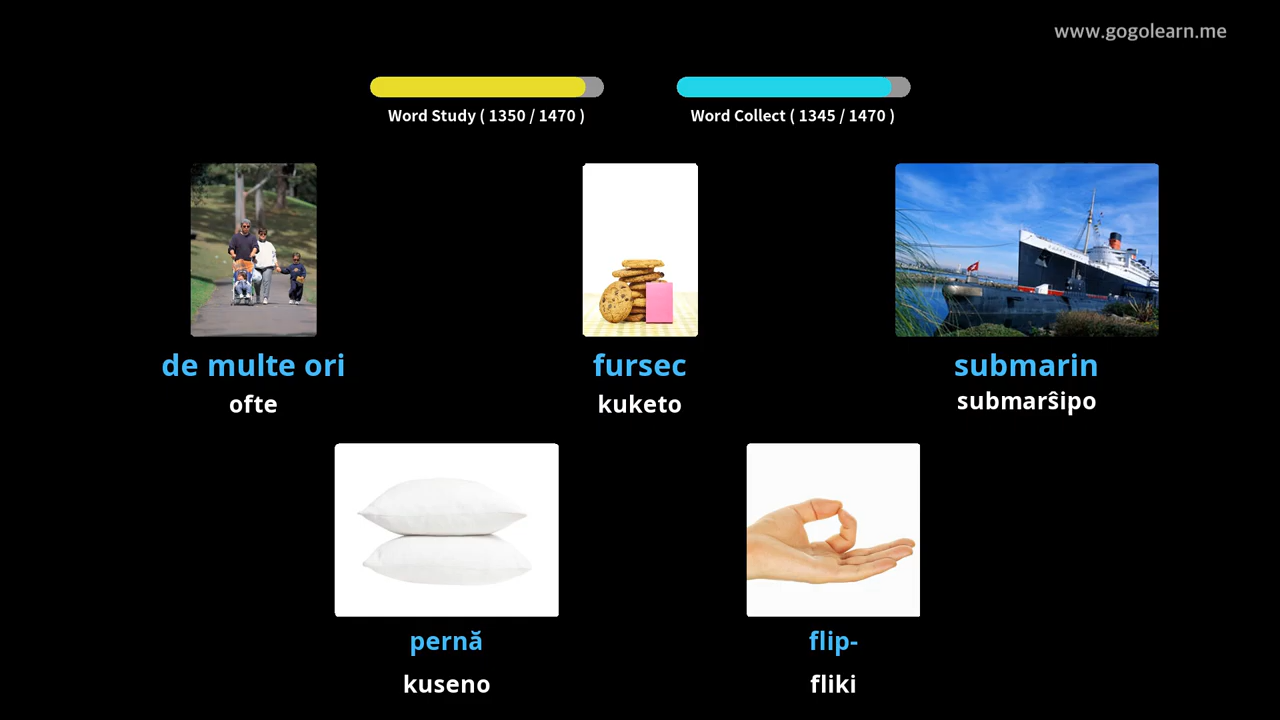 www.gogolearn.me
Word Study ( 1350 / 1470 )
Word Collect ( 1345 / 1470 )
de multe ori
ofte
fursec
kuketo
submarin
submarŝipo
pernă
kuseno
flip-
fliki